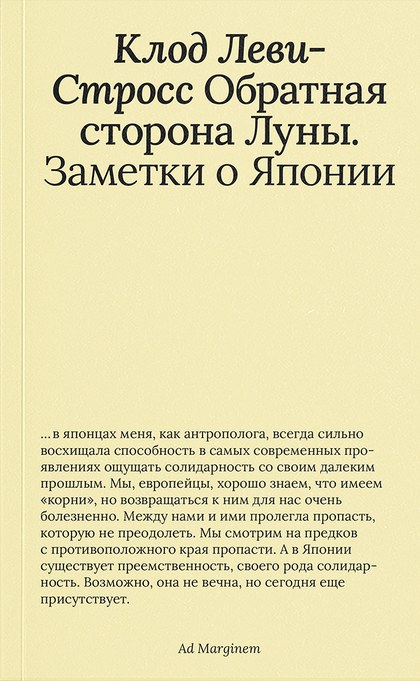 Клод Леви-
Стросс Обратная
сторона Луны.
Заметки о Японии
...в японцах меня, как антрополога, всегда сильно
восхищала способность в самых современных про-
явлениях ощущать солидарность со своим далеким
прошлым. Мы, европейцы, хорошо знаем, что имеем
«корни», но возвращаться к ним для нас очень
болезненно. Между нами и ими пролегла пропасть,
которую не преодолеть. Мы смотрим на предков
с противоположного края пропасти. А в Японии
существует преемственность, своего рода солидар-
ность. Возможно, она не вечна, но сегодня еще
присутствует.
Ad Marginem